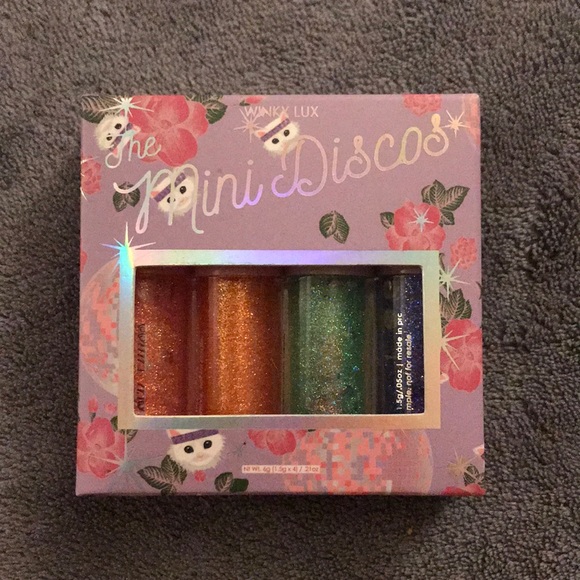 WINKY LUX
The
Mini Discos
1.5g/.05oz | made in prc
mple. not for resale.
NET WT. 6g (1.5g x 4) / .21oz